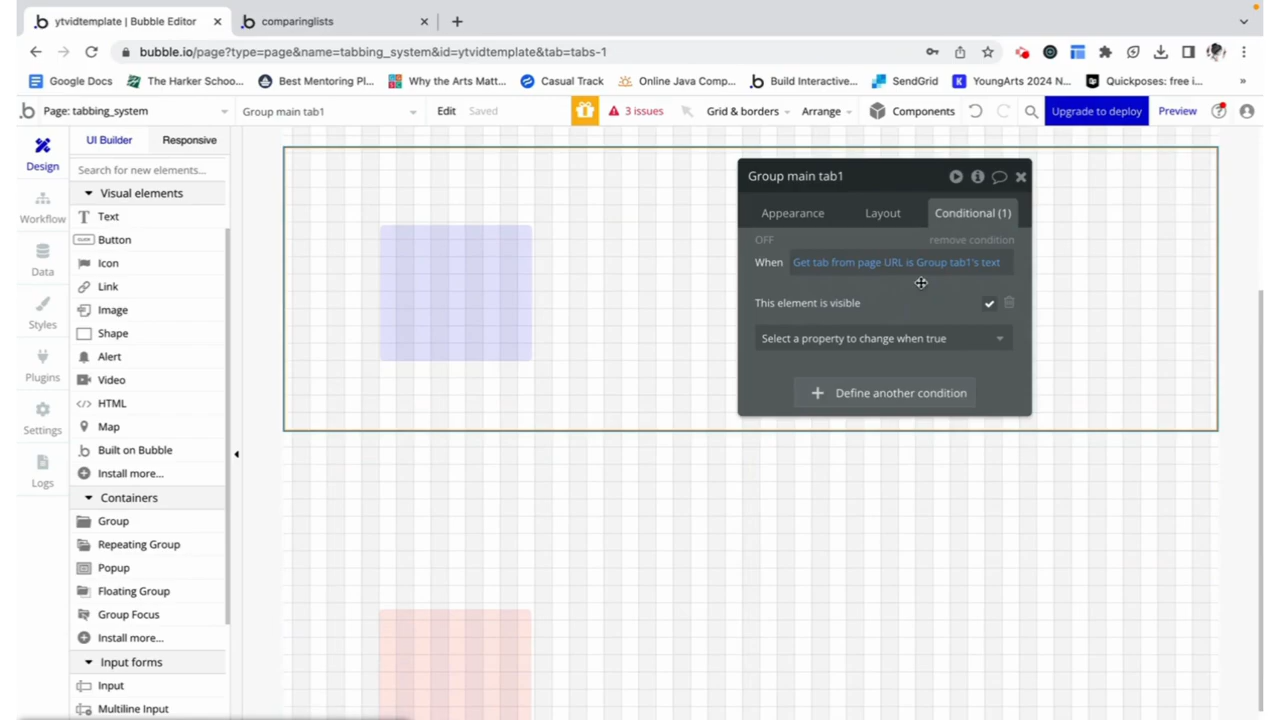 ytvidtemplate | Bubble Editor
comparinglists
bubble.io/page?type=page&name=tabbing_system&id=ytvidtemplate&tab=tabs-1
Google Docs
The Harker Schoo...
Best Mentoring Pl...
Why the Arts Matt...
Casual Track
Online Java Comp...
Build Interactive...
SendGrid
YoungArts 2024 N...
Quickposes: free i...
»
Page: tabbing_system
Group main tab1
Edit
Saved
3 issues
Grid & borders
Arrange
Components
Upgrade to deploy
Preview
Design
Workflow
Data
Styles
Plugins
Settings
Logs
UI Builder
Responsive
Search for new elements...
Visual elements
Text
Button
Icon
Link
Image
Shape
Alert
Video
HTML
Map
Built on Bubble
Install more...
Containers
Group
Repeating Group
Popup
Floating Group
Group Focus
Install more...
Input forms
Input
Multiline Input
Group main tab1
Appearance
Layout
Conditional (1)
OFF
remove condition
When
Get tab from page URL is Group tab1's text
This element is visible
Select a property to change when true
Define another condition